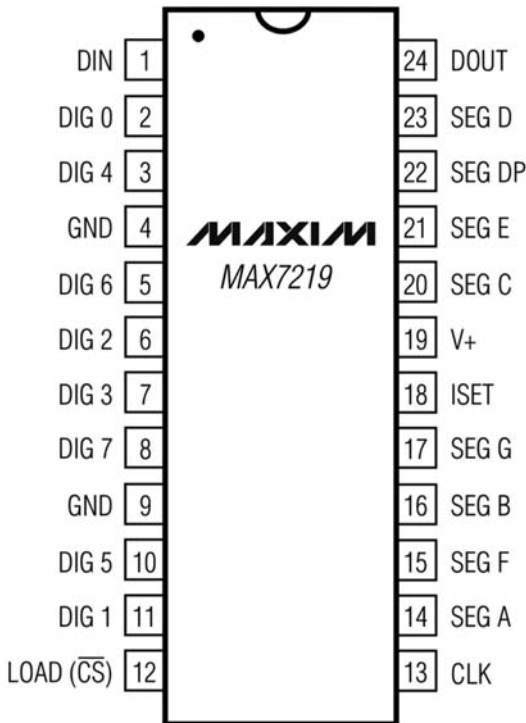 DIN 1 24 DOUT
DIG 0 2 23 SEG D
DIG 4 3 22 SEG DP
GND 4 21 SEG E
MAXIM
MAX7219
DIG 6 5 20 SEG C
DIG 2 6 19 V+
DIG 3 7 18 ISET
DIG 7 8 17 SEG G
GND 9 16 SEG B
DIG 5 10 15 SEG F
DIG 1 11 14 SEG A
LOAD (C̅S̅) 12 13 CLK